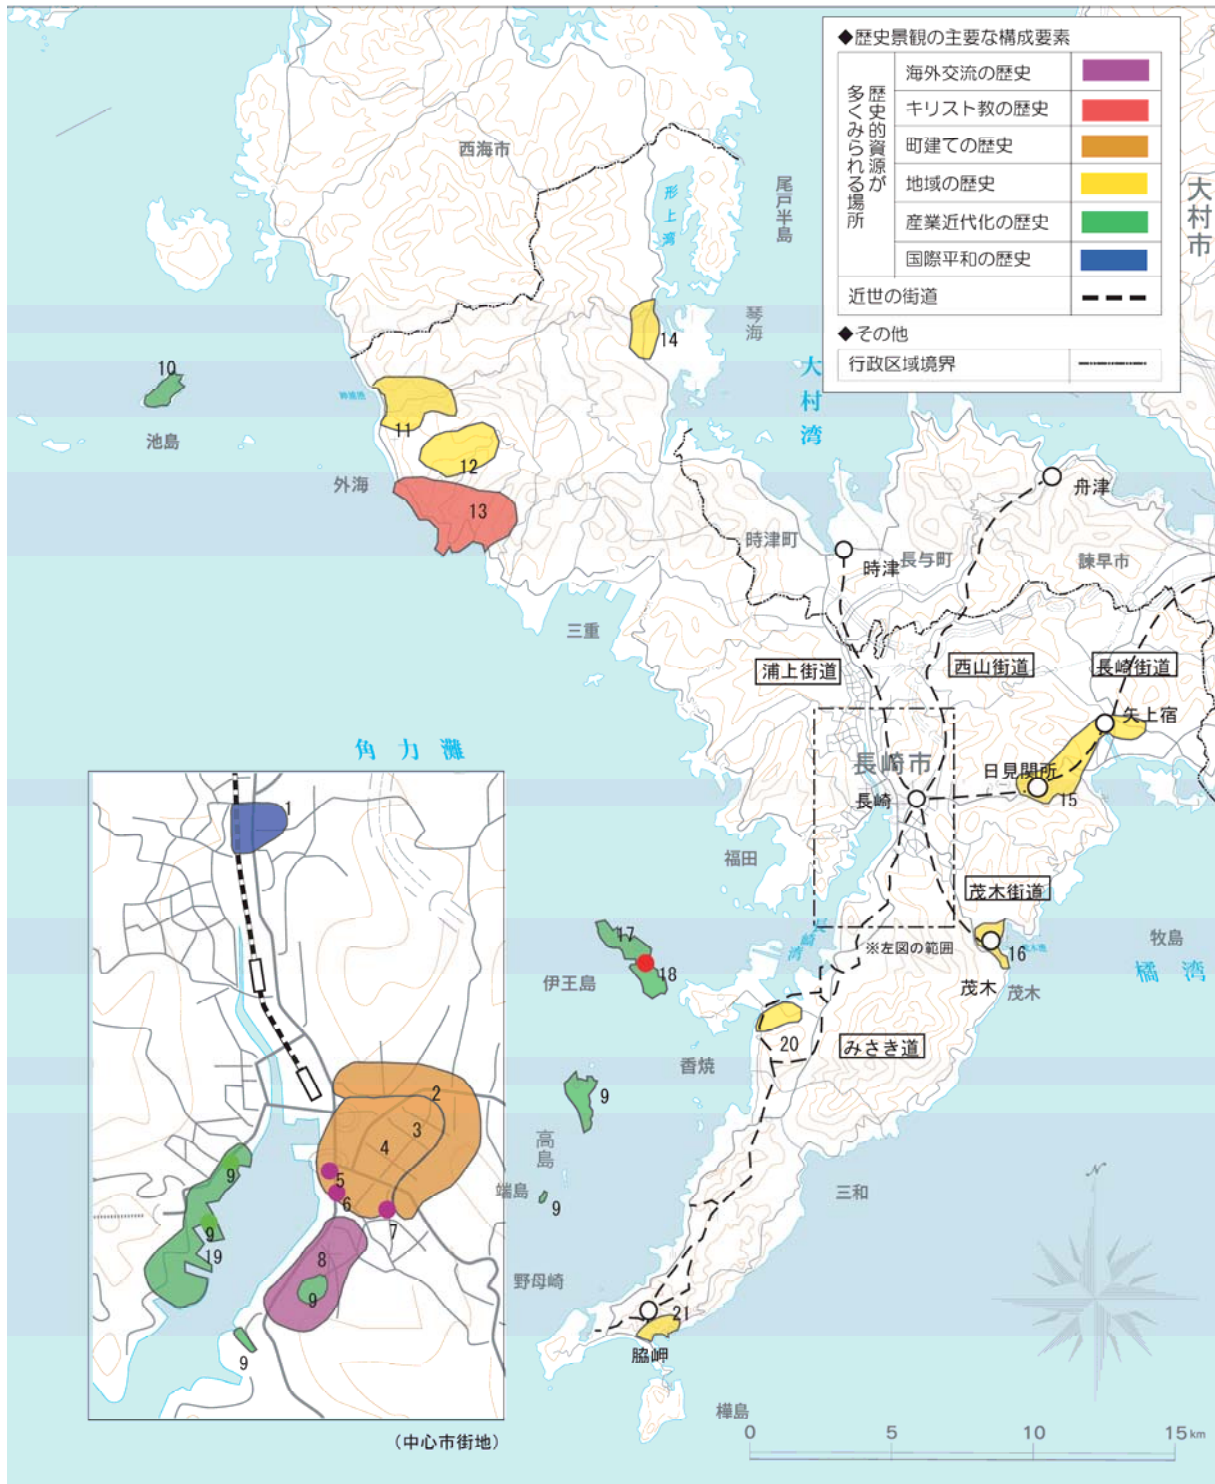 ◆歴史景観の主要な構成要素
歴史的資源が
多くみられる場所
海外交流の歴史
キリスト教の歴史
町建ての歴史
地域の歴史
産業近代化の歴史
国際平和の歴史
近世の街道
◆その他
行政区域境界
西海市
形上湾
尾戸半島
大村市
琴海
14
大村湾
10
池島
神浦港
11
12
外海
13
舟津
時津町
時津
長与町
諫早市
三重
浦上街道
西山街道
長崎街道
矢上宿
角力灘
長崎市
日見関所
15
長崎
福田
茂木街道
長崎湾
※左図の範囲
16
牧島
橘湾
茂木
茂木
17
18
伊王島
20
みさき道
香焼
9
高島
端島
9
三和
野母崎
21
脇岬
樺島
N
0
5
10
15km
1
2
3
4
5
6
7
8
9
9
9
19
9
(中心市街地)